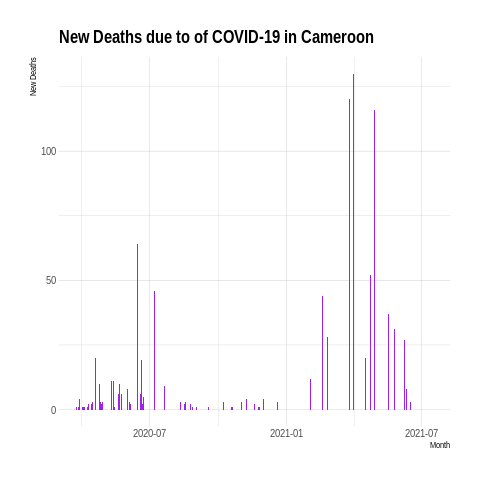 New Deaths due to of COVID-19 in Cameroon
New Deaths
100
50
0
2020-07
2021-01
2021-07
Month